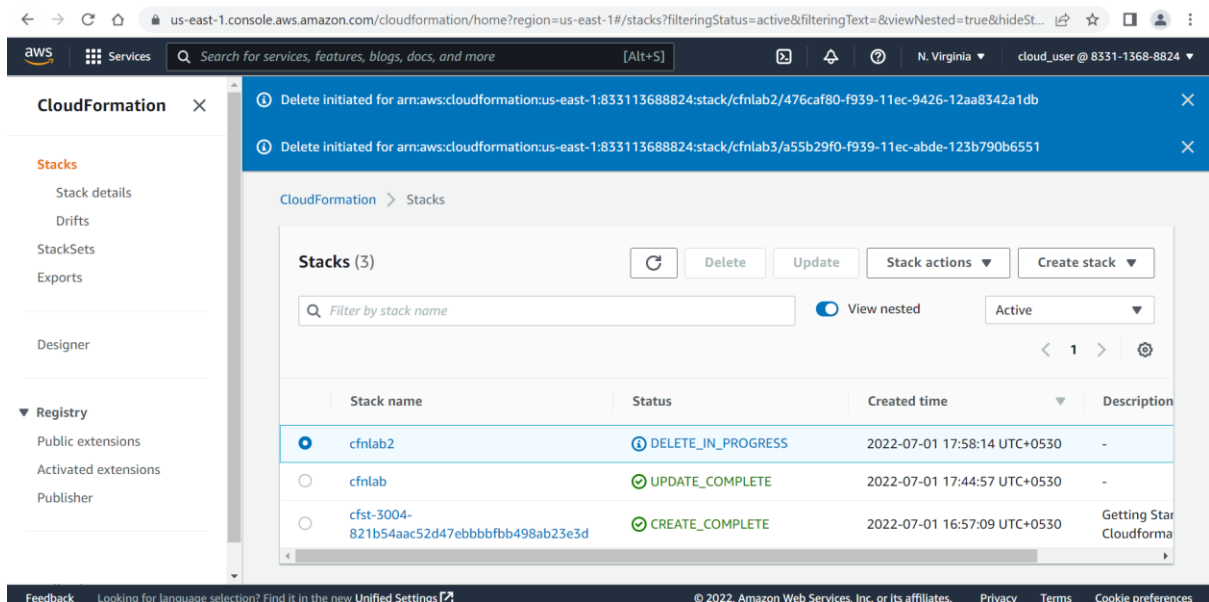 us-east-1.console.aws.amazon.com/cloudformation/home?region=us-east-1#/stacks?filteringStatus=active&filteringText=&viewNested=true&hideSt...
aws Services Search for services, features, blogs, docs, and more [Alt+S] N. Virginia ▼ cloud_user @ 8331-1368-8824 ▼
CloudFormation
Delete initiated for arn:aws:cloudformation:us-east-1:833113688824:stack/cfnlab2/476caf80-f939-11ec-9426-12aa8342a1db
Delete initiated for arn:aws:cloudformation:us-east-1:833113688824:stack/cfnlab3/a55b29f0-f939-11ec-abde-123b790b6551
Stacks
Stack details
Drifts
StackSets
Exports
Designer
Registry
Public extensions
Activated extensions
Publisher
CloudFormation > Stacks
Stacks (3) Delete Update Stack actions ▼ Create stack ▼
Filter by stack name View nested Active ▼
< 1 >
Stack name Status Created time Description
cfnlab2 DELETE_IN_PROGRESS 2022-07-01 17:58:14 UTC+0530 -
cfnlab UPDATE_COMPLETE 2022-07-01 17:44:57 UTC+0530 -
cfst-3004-
821b54aac52d47ebbbbfbb498ab23e3d CREATE_COMPLETE 2022-07-01 16:57:09 UTC+0530 Getting Star
Cloudforma
Feedback Looking for language selection? Find it in the new Unified Settings © 2022, Amazon Web Services, Inc. or its affiliates. Privacy Terms Cookie preferences